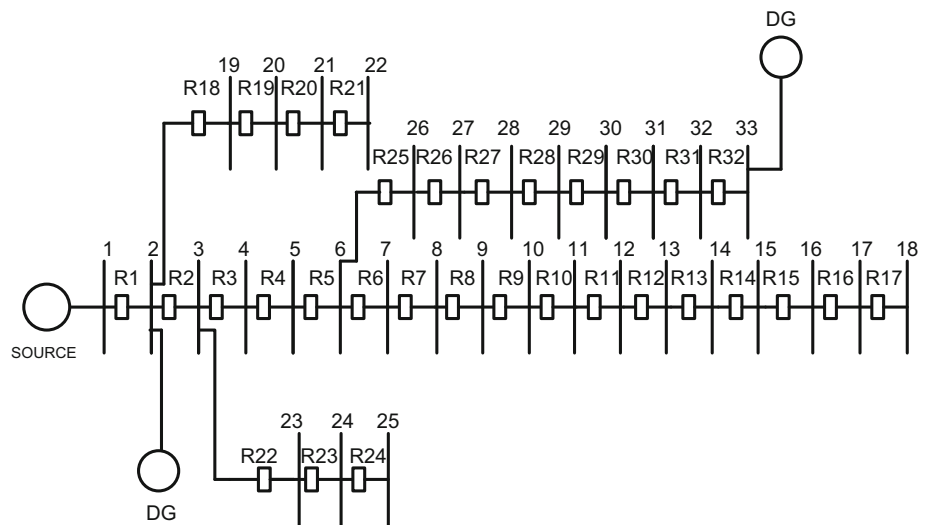 DG
19 20 21 22
R18 R19 R20 R21
26 27 28 29 30 31 32 33
R25 R26 R27 R28 R29 R30 R31 R32
1 2 3 4 5 6 7 8 9 10 11 12 13 14 15 16 17 18
R1 R2 R3 R4 R5 R6 R7 R8 R9 R10 R11 R12 R13 R14 R15 R16 R17
SOURCE
23 24 25
R22 R23 R24
DG